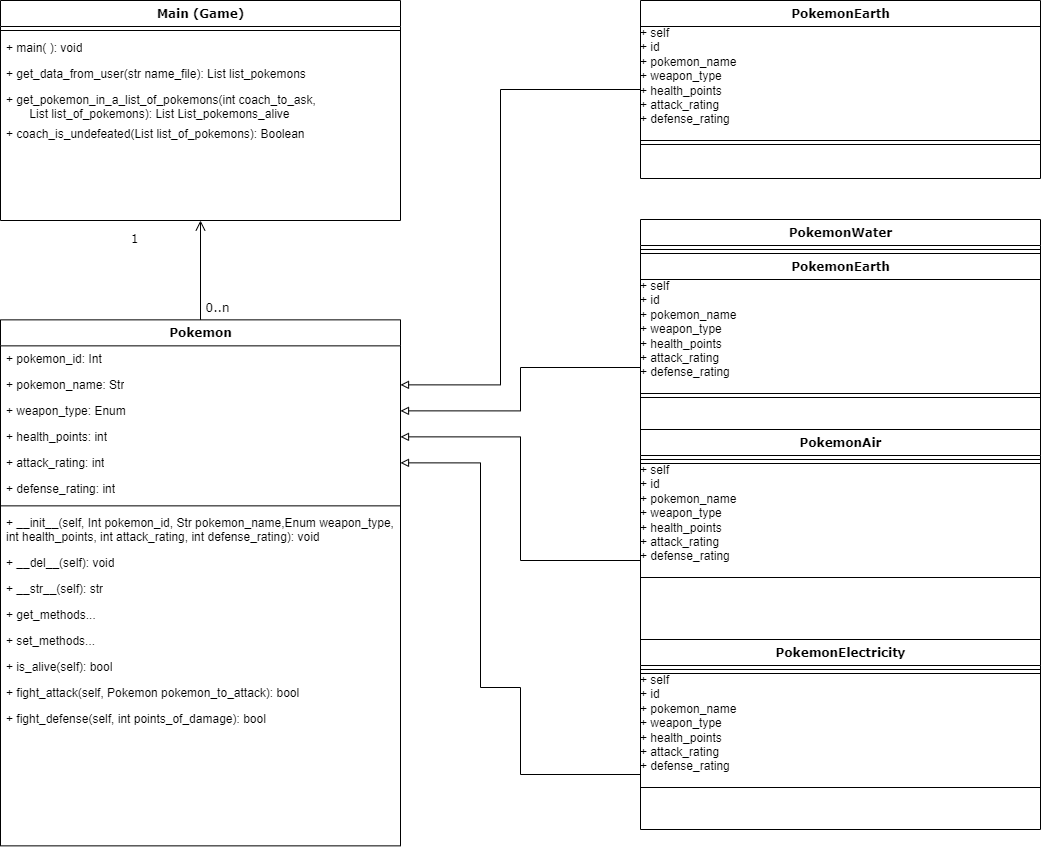 Main (Game)
+ main( ): void
+ get_data_from_user(str name_file): List list_pokemons
+ get_pokemon_in_a_list_of_pokemons(int coach_to_ask,
List list_of_pokemons): List List_pokemons_alive
+ coach_is_undefeated(List list_of_pokemons): Boolean
1
0..n
Pokemon
+ pokemon_id: Int
+ pokemon_name: Str
+ weapon_type: Enum
+ health_points: int
+ attack_rating: int
+ defense_rating: int
+ __init__(self, Int pokemon_id, Str pokemon_name,Enum weapon_type,
int health_points, int attack_rating, int defense_rating): void
+ __del__(self): void
+ __str__(self): str
+ get_methods...
+ set_methods...
+ is_alive(self): bool
+ fight_attack(self, Pokemon pokemon_to_attack): bool
+ fight_defense(self, int points_of_damage): bool
PokemonEarth
+ self
+ id
+ pokemon_name
+ weapon_type
+ health_points
+ attack_rating
+ defense_rating
PokemonWater
PokemonEarth
+ self
+ id
+ pokemon_name
+ weapon_type
+ health_points
+ attack_rating
+ defense_rating
PokemonAir
+ self
+ id
+ pokemon_name
+ weapon_type
+ health_points
+ attack_rating
+ defense_rating
PokemonElectricity
+ self
+ id
+ pokemon_name
+ weapon_type
+ health_points
+ attack_rating
+ defense_rating